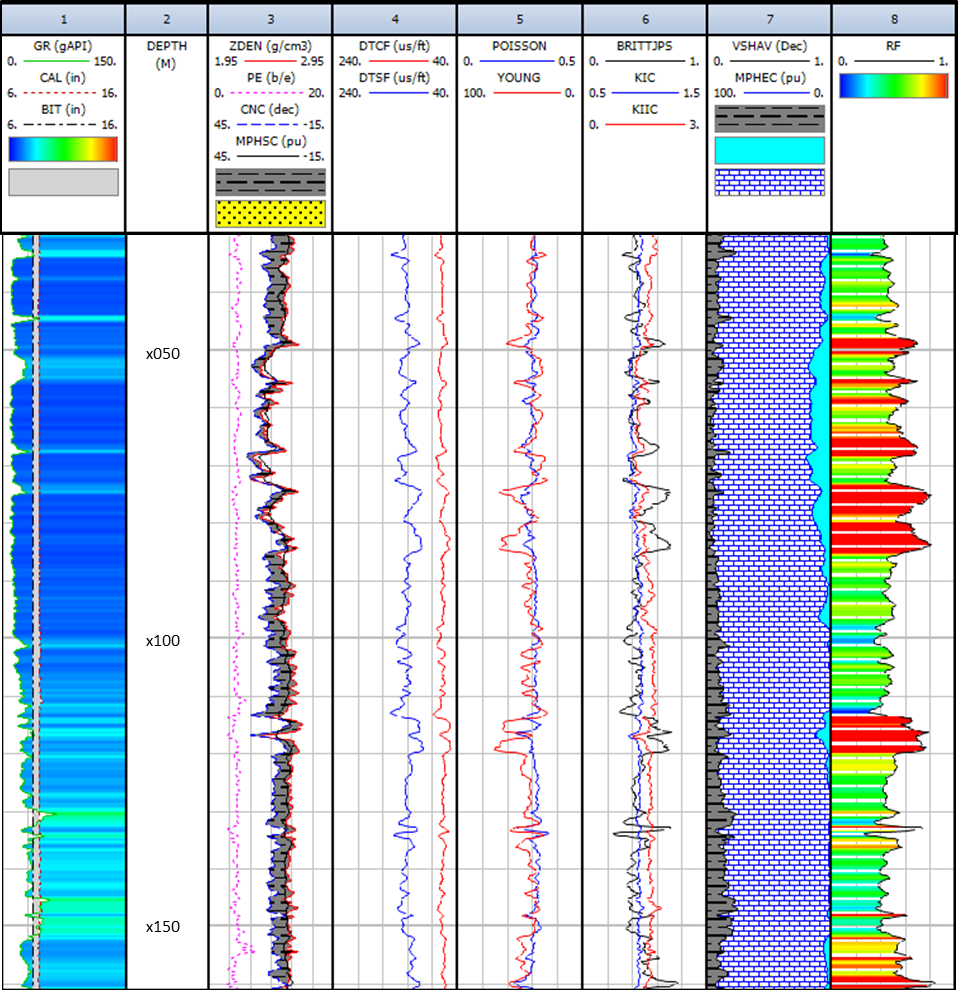 1 2 3 4 5 6 7 8
GR (gAPI) DEPTH ZDEN (g/cm3) DTCF (us/ft) POISSON BRITTJPS VSHAV (Dec) RF
0. 150. (M) 1.95 2.95 240. 40. 0. 0.5 0. 1. 0. 1. 0. 1.
CAL (in) PE (b/e) DTSF (us/ft) YOUNG KIC MPHEC (pu)
6. 16. 0. 20. 240. 40. 100. 0. 0.5 1.5 100. 0.
BIT (in) CNC (dec) KIIC
6. 16. 45. -15. 0. 3.
MPHSC (pu)
45. -15.
x050
x100
x150